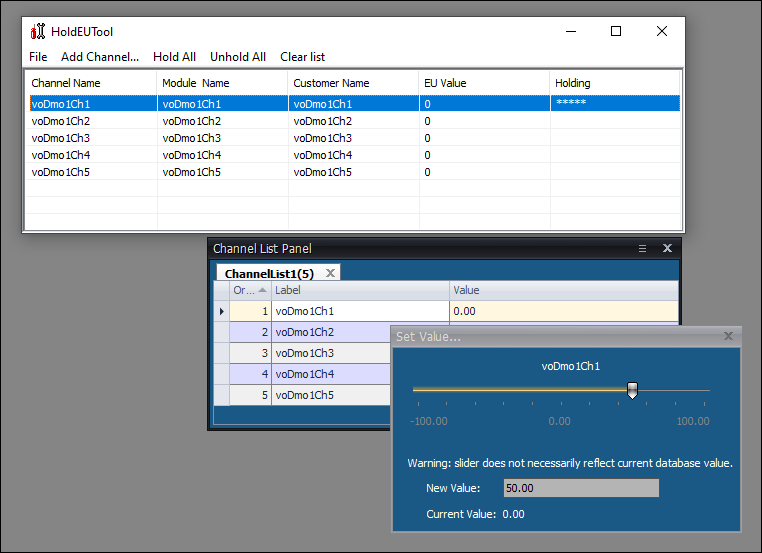 HoldEUTool
File Add Channel... Hold All Unhold All Clear list
Channel Name Module Name Customer Name EU Value Holding
voDmo1Ch1 voDmo1Ch1 voDmo1Ch1 0 *****
voDmo1Ch2 voDmo1Ch2 voDmo1Ch2 0
voDmo1Ch3 voDmo1Ch3 voDmo1Ch3 0
voDmo1Ch4 voDmo1Ch4 voDmo1Ch4 0
voDmo1Ch5 voDmo1Ch5 voDmo1Ch5 0
Channel List Panel
ChannelList1(5)
Or... Label Value
1 voDmo1Ch1 0.00
2 voDmo1Ch2
3 voDmo1Ch3
4 voDmo1Ch4
5 voDmo1Ch5
Set Value...
voDmo1Ch1
-100.00 0.00 100.00
Warning: slider does not necessarily reflect current database value.
New Value: 50.00
Current Value: 0.00